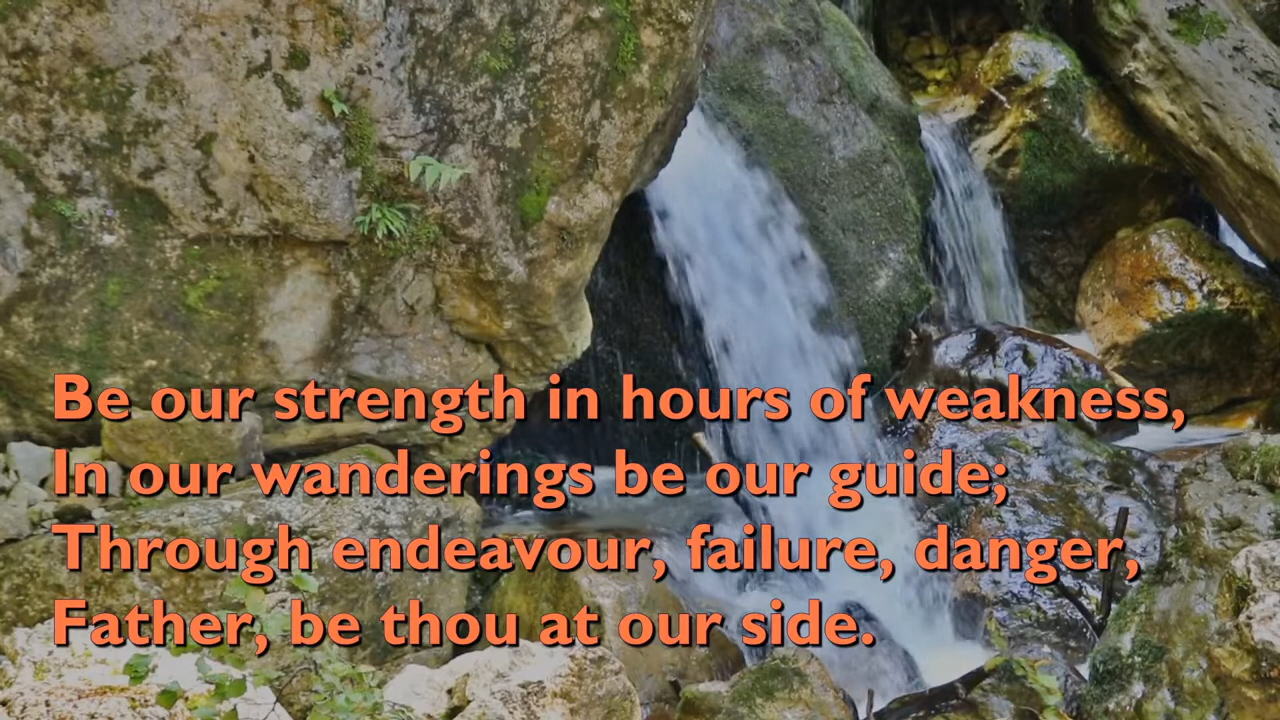 Be our strength in hours of weakness,
In our wanderings be our guide;
Through endeavour, failure, danger,
Father, be thou at our side.